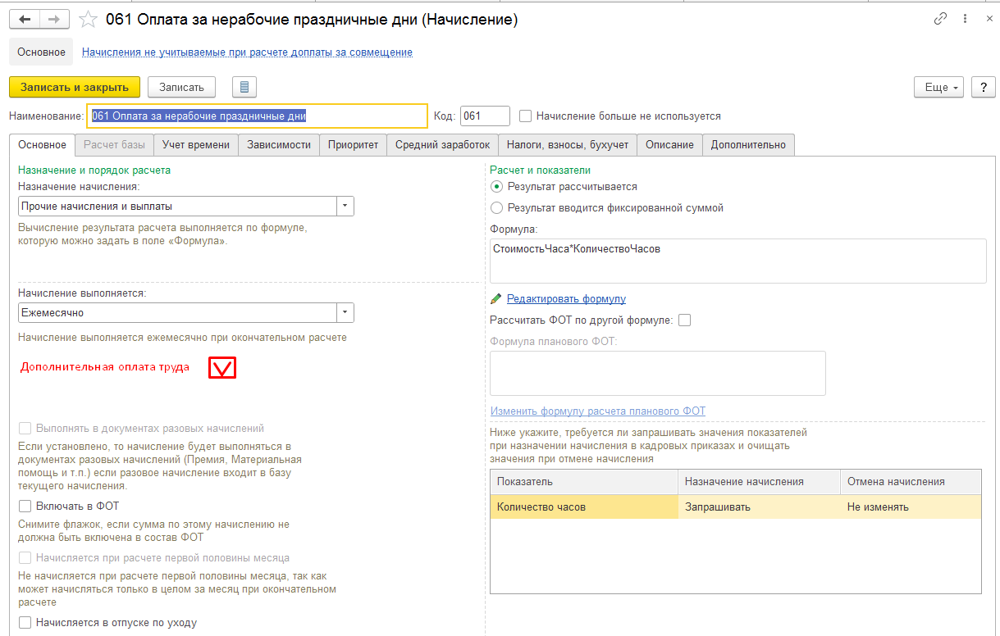 061 Оплата за нерабочие праздничные дни (Начисление)
Основное Начисления не учитываемые при расчете доплаты за совмещение
Записать и закрыть Записать Еще ?
Наименование: 061 Оплата за нерабочие праздничные дни Код: 061 Начисление больше не используется
Основное Расчет базы Учет времени Зависимости Приоритет Средний заработок Налоги, взносы, бухучет Описание Дополнительно
Назначение и порядок расчета
Назначение начисления:
Прочие начисления и выплаты
Вычисление результата расчета выполняется по формуле,
которую можно задать в поле «Формула».
Начисление выполняется:
Ежемесячно
Начисление выполняется ежемесячно при окончательном расчете
Дополнительная оплата труда
Выполнять в документах разовых начислений
Если установлено, то начисление будет выполняться в
документах разовых начислений (Премия, Материальная
помощь и т.п.) если разовое начисление входит в базу
текущего начисления.
Включать в ФОТ
Снимите флажок, если сумма по этому начислению не
должна быть включена в состав ФОТ
Начисляется при расчете первой половины месяца
Не начисляется при расчете первой половины месяца, так как
может начисляться только в целом за месяц при окончательном
расчете
Начисляется в отпуске по уходу
Расчет и показатели
Результат рассчитывается
Результат вводится фиксированной суммой
Формула:
СтоимостьЧаса*КоличествоЧасов
Редактировать формулу
Рассчитать ФОТ по другой формуле:
Формула планового ФОТ:
Изменить формулу расчета планового ФОТ
Ниже укажите, требуется ли запрашивать значения показателей
при назначении начисления в кадровых приказах и очищать
значения при отмене начисления
Показатель Назначение начисления Отмена начисления
Количество часов Запрашивать Не изменять